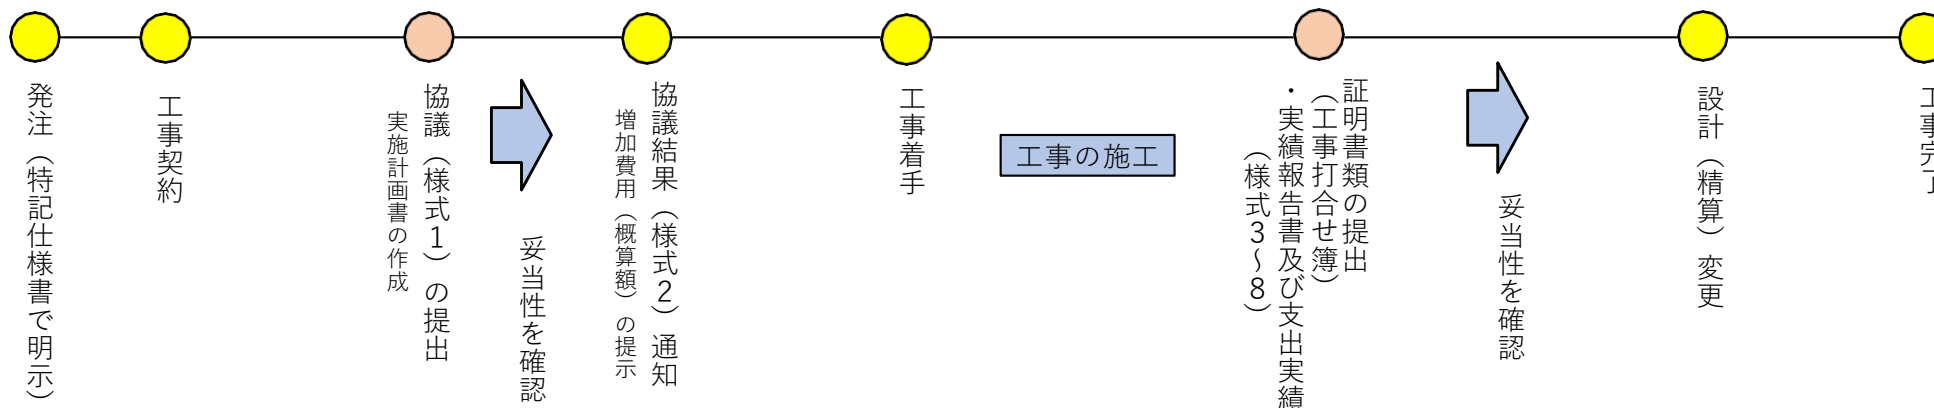 発注（特記仕様書で明示）
工事契約
協議（様式１）の提出
実施計画書の作成
妥当性を確認
協議結果（様式２）通知
増加費用（概算額）の提示
工事着手
工事の施工
証明書類の提出
（工事打合せ簿）
・実績報告書及び支出実績
（様式３～８）
妥当性を確認
設計（精算）変更
工事完了